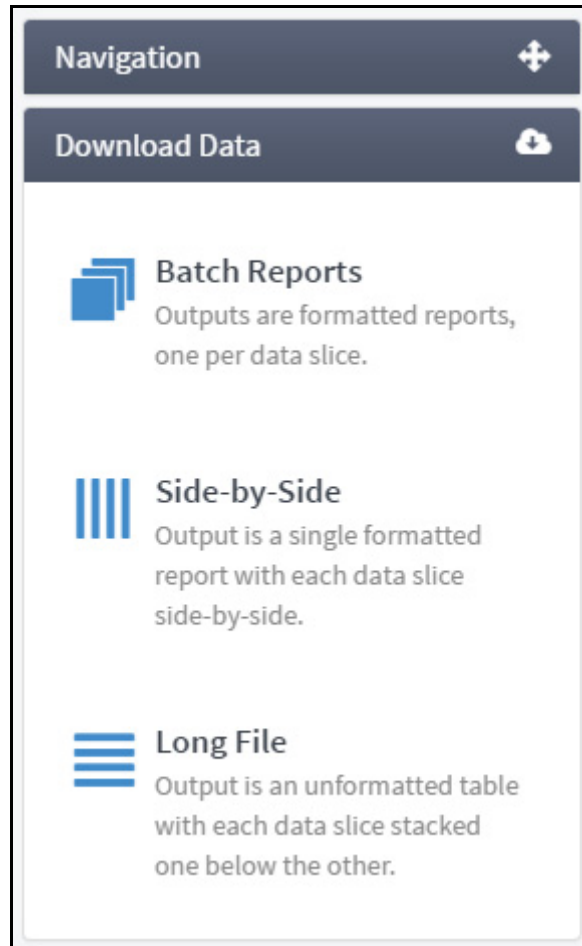 Navigation
Download Data
Batch Reports
Outputs are formatted reports,
one per data slice.
Side-by-Side
Output is a single formatted
report with each data slice
side-by-side.
Long File
Output is an unformatted table
with each data slice stacked
one below the other.